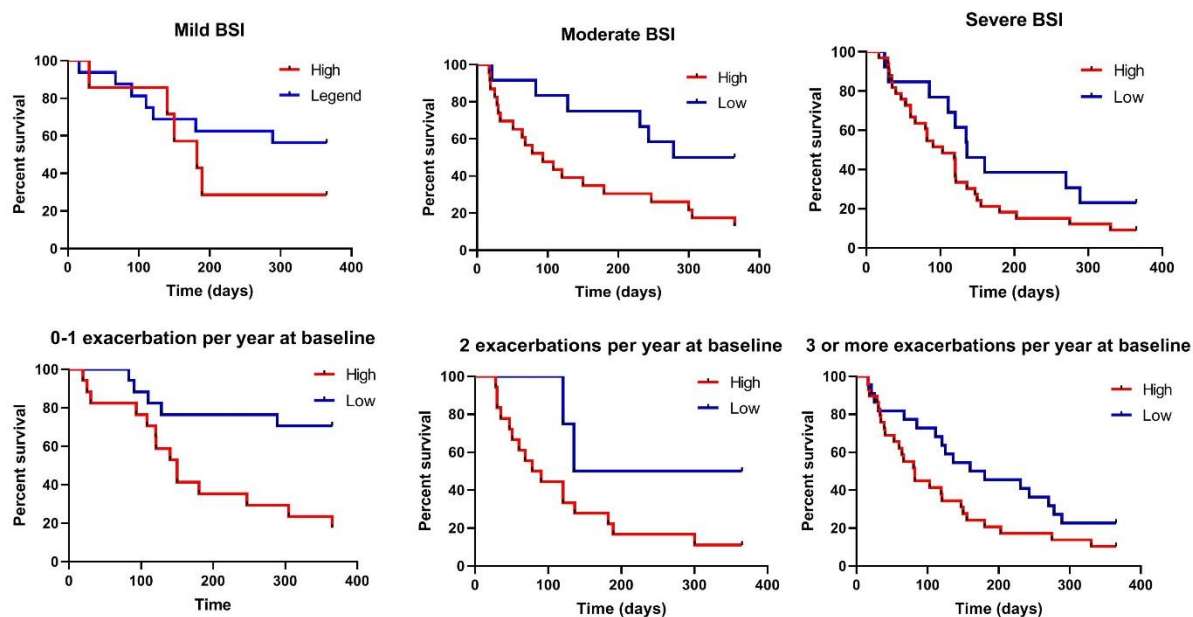 Mild BSI
Percent survival
100
80
60
40
20
0
0 100 200 300 400
Time (days)
High
Legend
Moderate BSI
Percent survival
100
80
60
40
20
0
0 100 200 300 400
Time (days)
High
Low
Severe BSI
Percent survival
100
80
60
40
20
0
0 100 200 300 400
Time (days)
High
Low
0-1 exacerbation per year at baseline
Percent survival
100
80
60
40
20
0
0 100 200 300 400
Time
High
Low
2 exacerbations per year at baseline
Percent survival
100
80
60
40
20
0
0 100 200 300 400
Time (days)
High
Low
3 or more exacerbations per year at baseline
Percent survival
100
80
60
40
20
0
0 100 200 300 400
Time (days)
High
Low